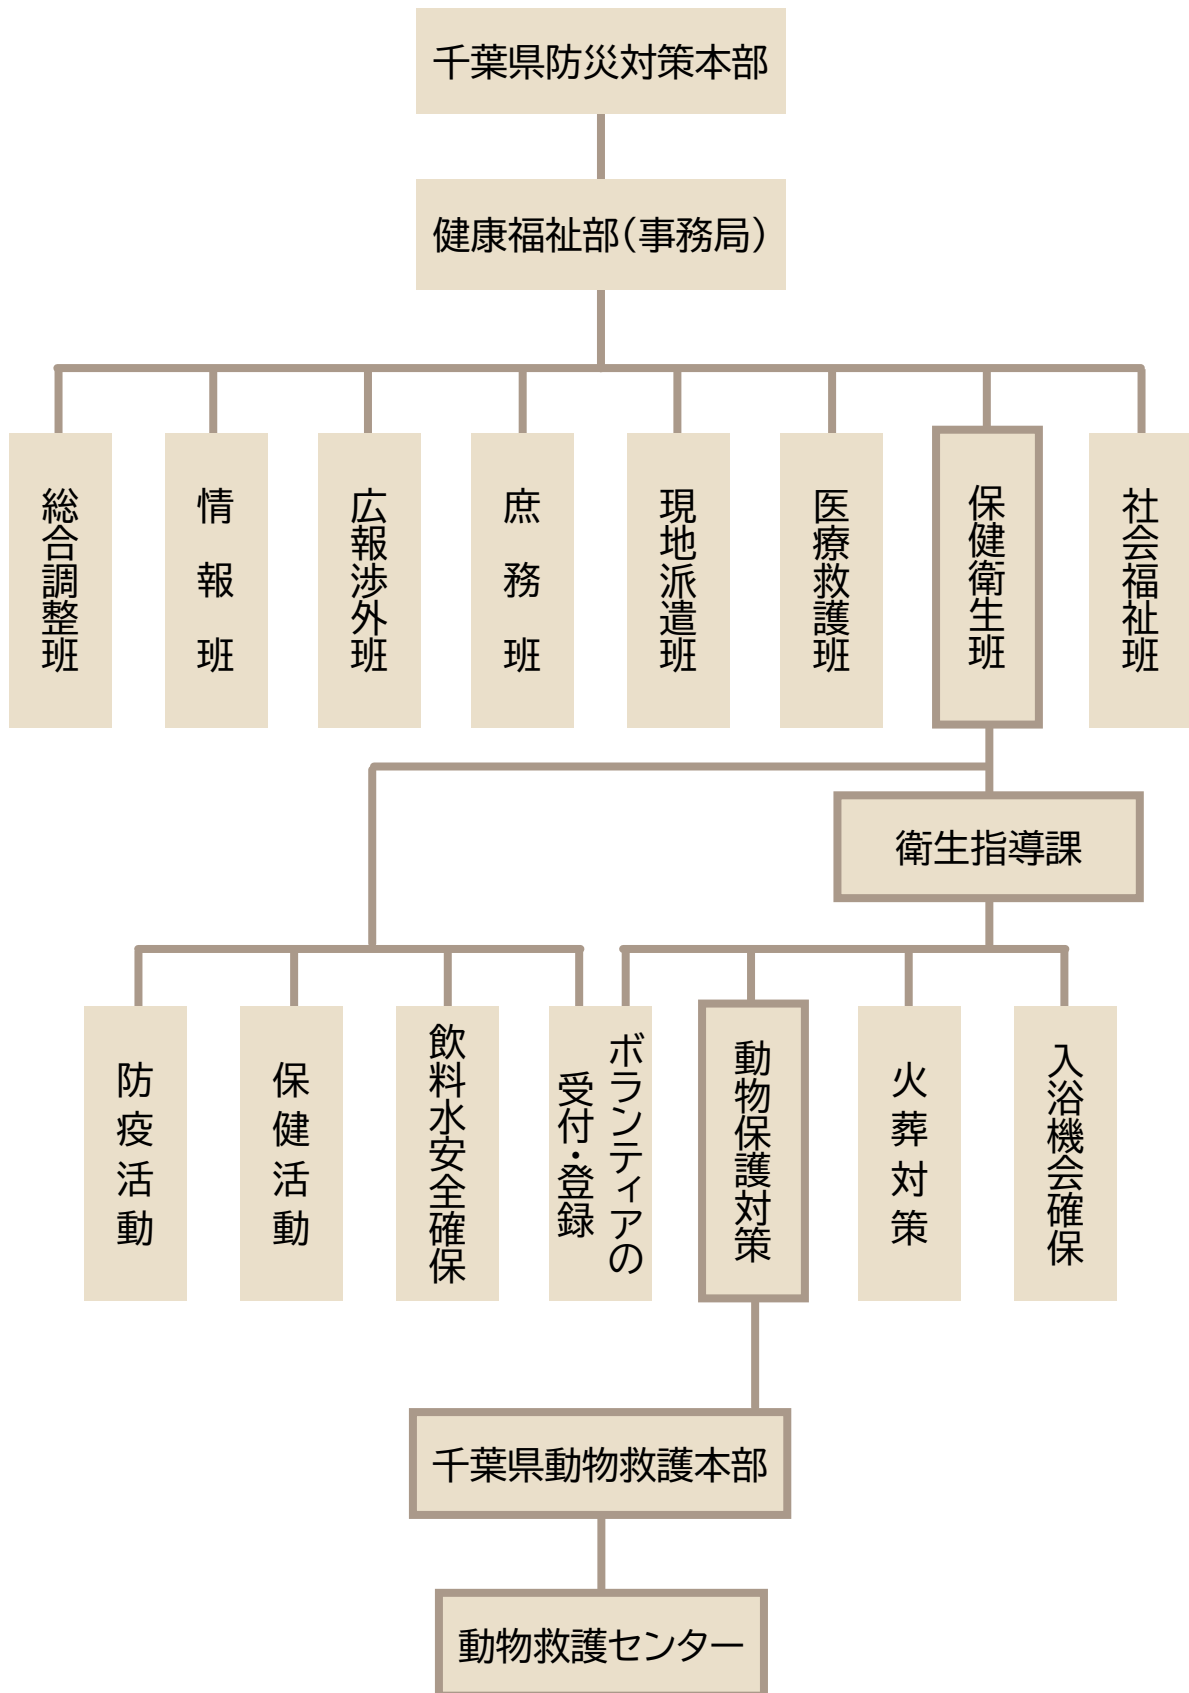 千葉県防災対策本部
健康福祉部（事務局）
総合調整班
情報班
広報渉外班
庶務班
現地派遣班
医療救護班
保健衛生班
社会福祉班
衛生指導課
防疫活動
保健活動
飲料水安全確保
ボランティアの
受付・登録
動物保護対策
火葬対策
入浴機会確保
千葉県動物救護本部
動物救護センター